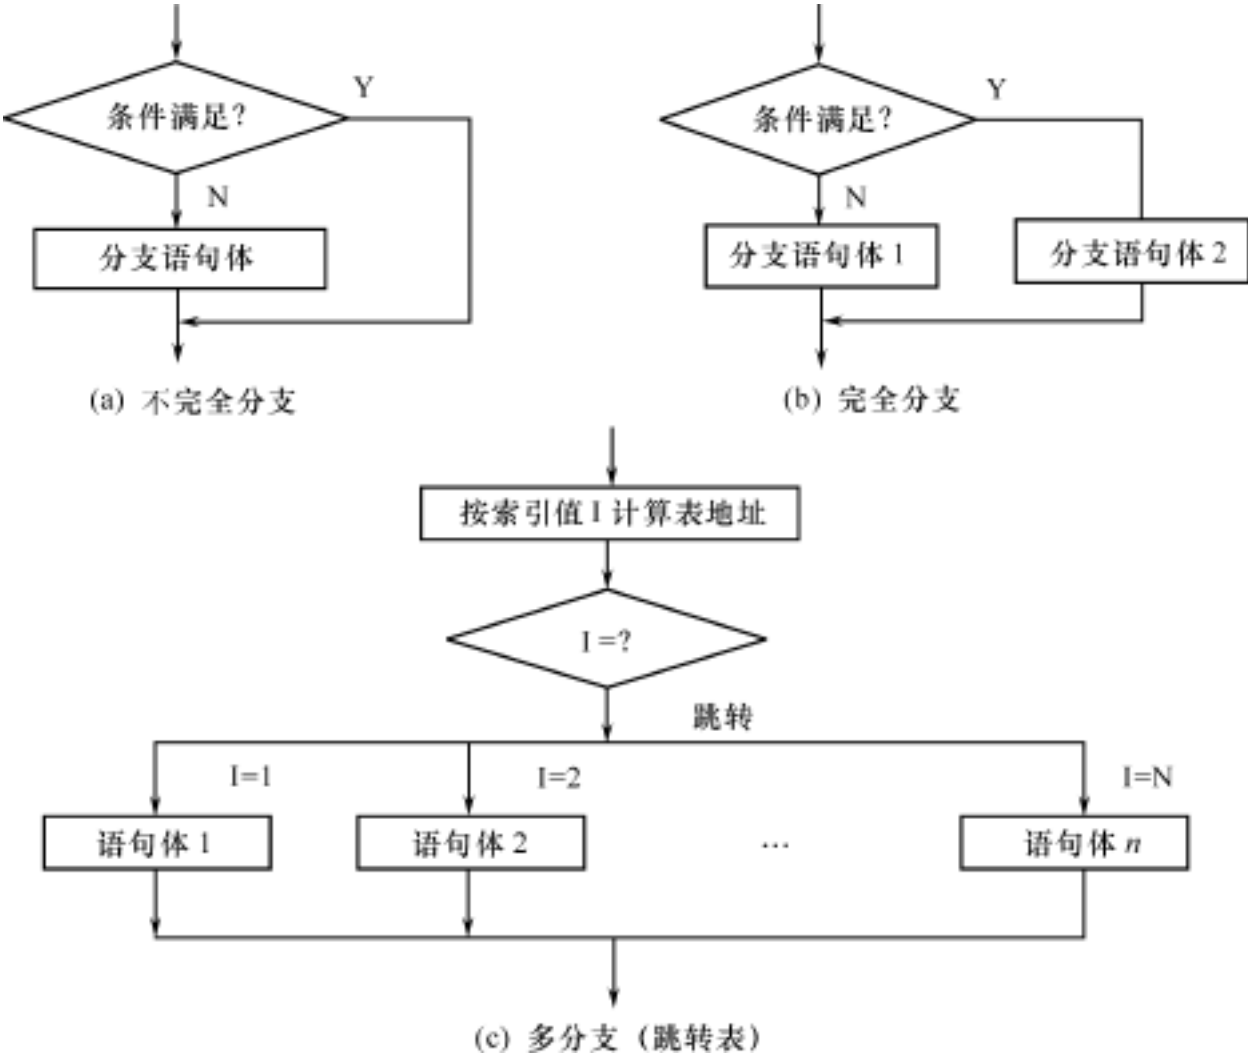 条件满足？
Y
N
分支语句体
(a) 不完全分支
条件满足？
Y
N
分支语句体 1
分支语句体 2
(b) 完全分支
按索引值 I 计算表地址
I =？
跳转
I=1
I=2
I=N
语句体 1
语句体 2
…
语句体 n
(c) 多分支（跳转表）